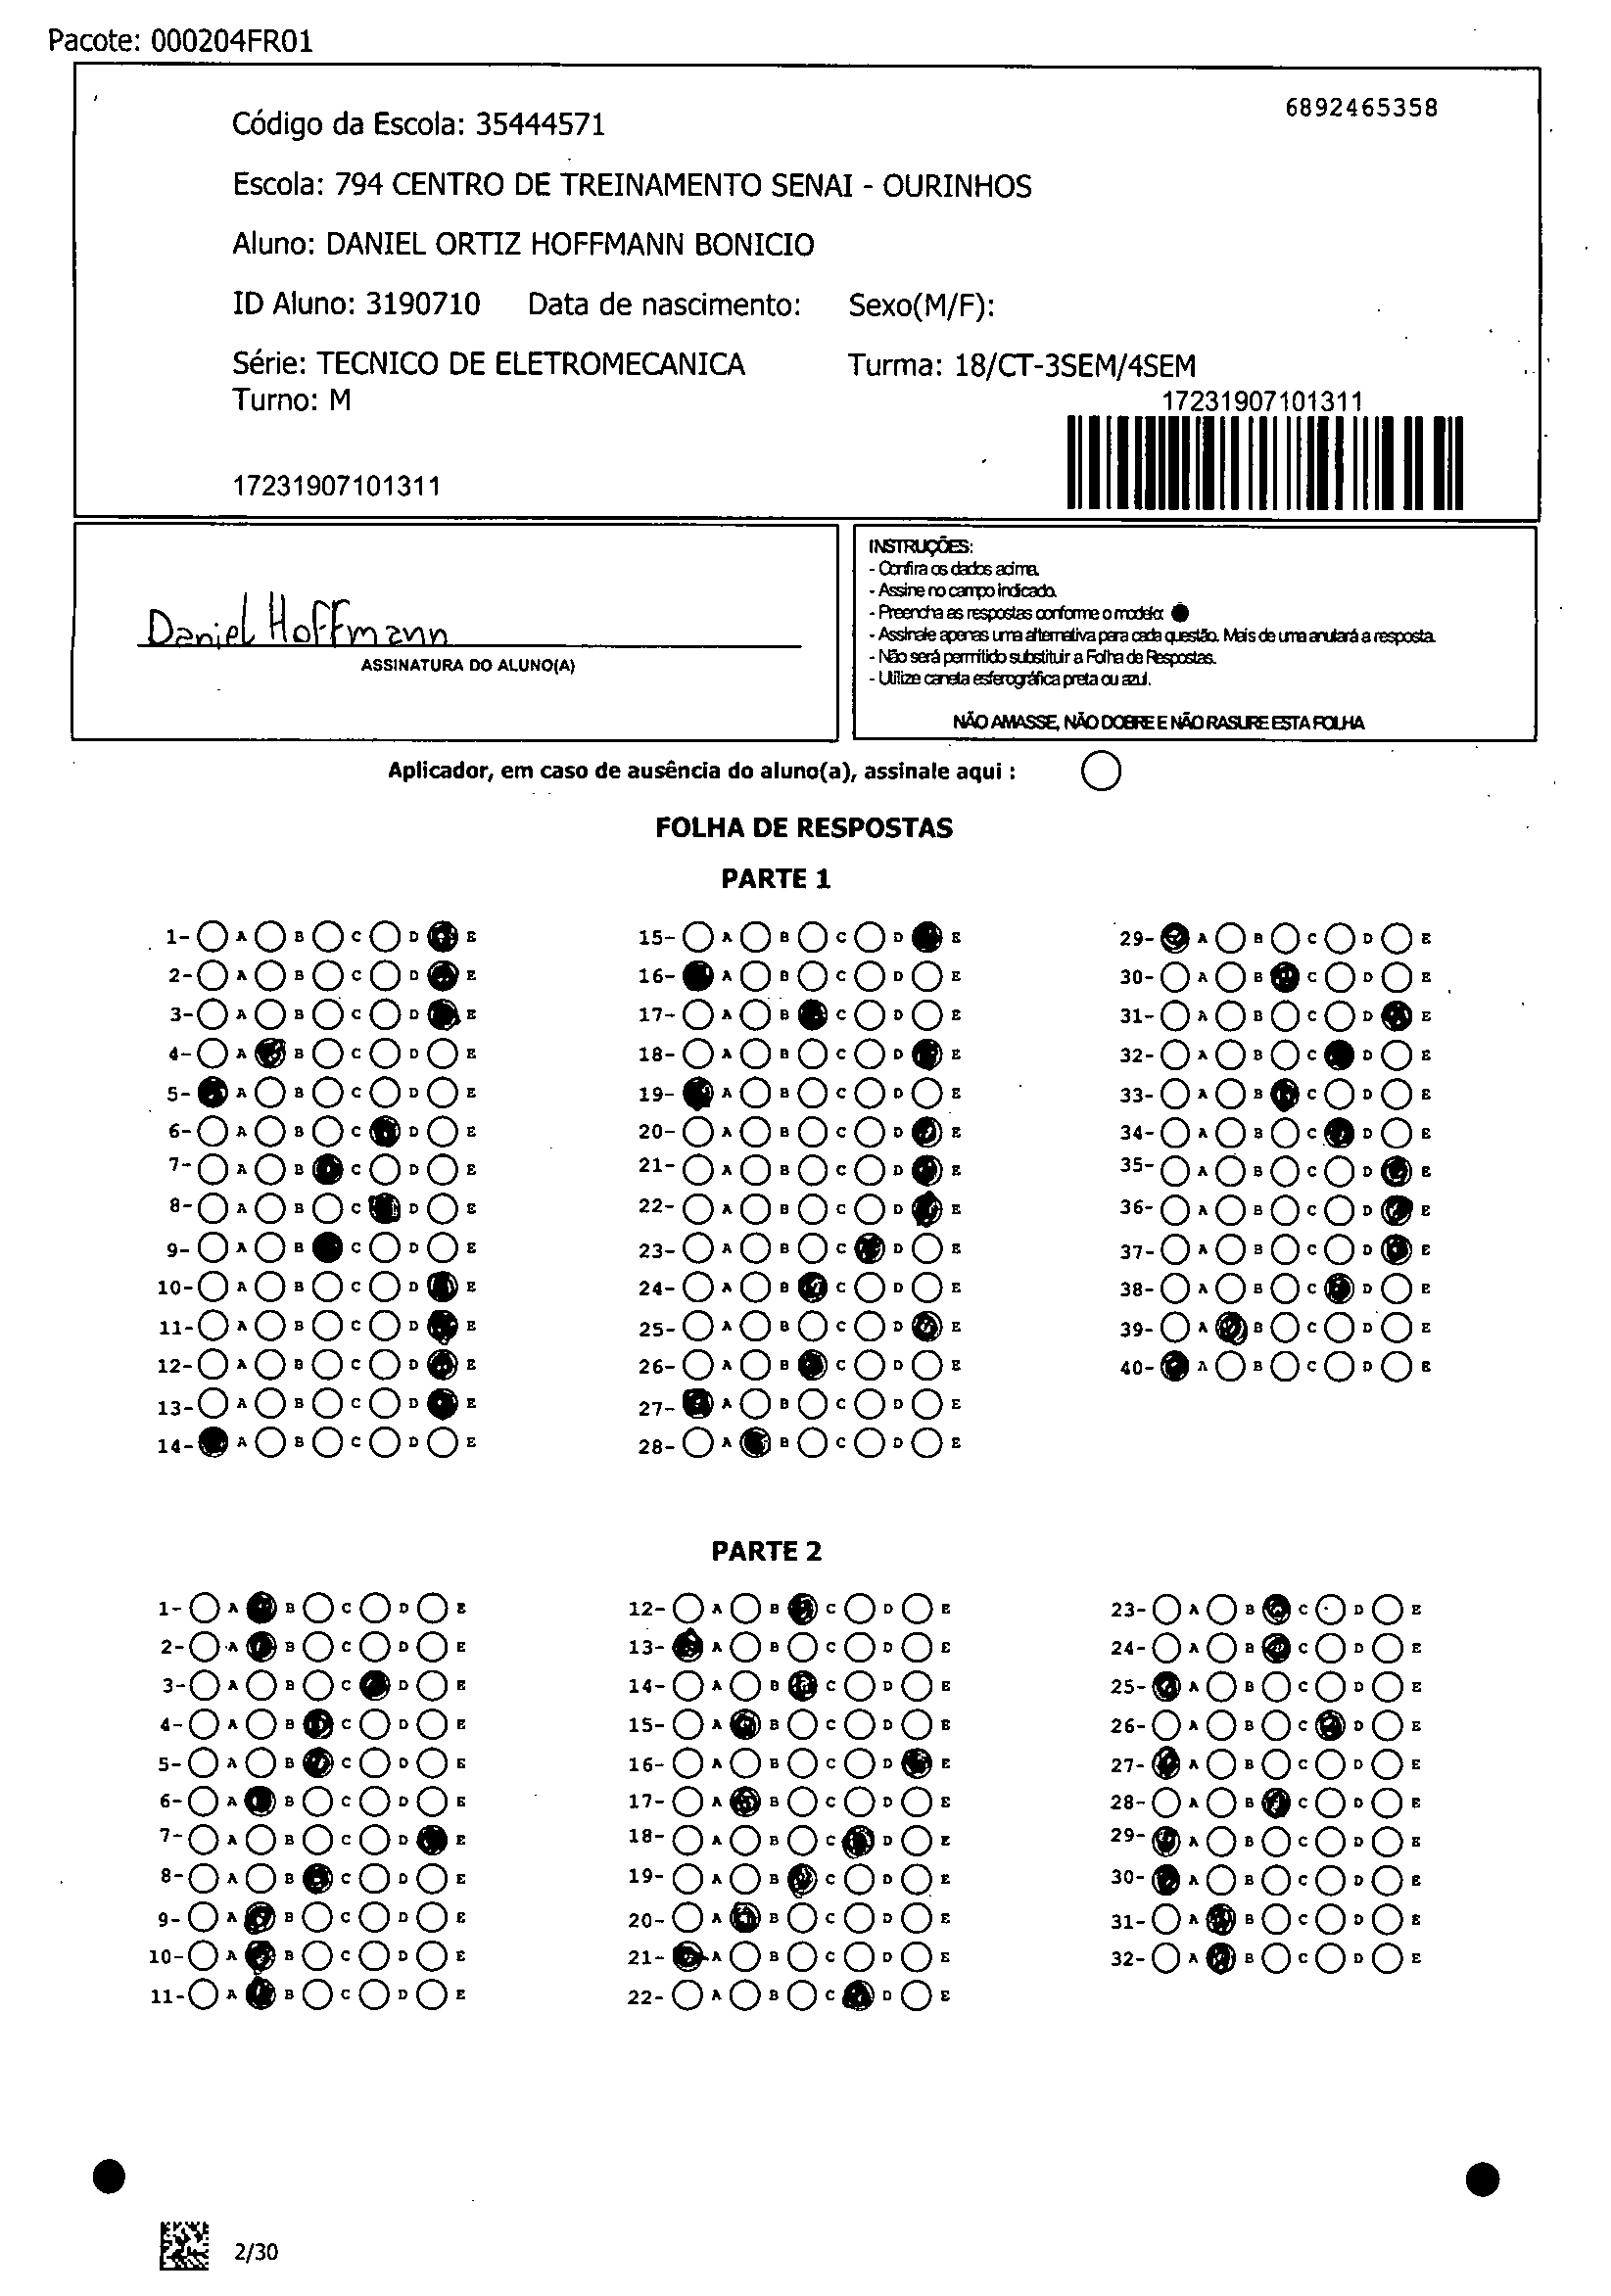 Pacote: 000204FR01
6892465358
Código da Escola: 35444571
Escola: 794 CENTRO DE TREINAMENTO SENAI - OURINHOS
Aluno: DANIEL ORTIZ HOFFMANN BONICIO
ID Aluno: 3190710 Data de nascimento: Sexo(M/F):
Série: TECNICO DE ELETROMECANICA Turma: 18/CT-3SEM/4SEM
Turno: M
17231907101311
17231907101311
Daniel Hoffmann
ASSINATURA DO ALUNO(A)
INSTRUÇÕES:
- Confira os dados acima.
- Assine no campo indicado.
- Preencha as respostas conforme o modelo:
- Assinale apenas uma alternativa para cada questão. Mais de uma anulará a resposta.
- Não será permitido substituir a Folha de Respostas.
- Utilize caneta esferográfica preta ou azul.
NÃO AMASSE, NÃO DOBRE E NÃO RASURE ESTA FOLHA
Aplicador, em caso de ausência do aluno(a), assinale aqui :
FOLHA DE RESPOSTAS
PARTE 1
1- A B C D E 15- A B C D E 29- A B C D E
2- A B C D E 16- A B C D E 30- A B C D E
3- A B C D E 17- A B C D E 31- A B C D E
4- A B C D E 18- A B C D E 32- A B C D E
5- A B C D E 19- A B C D E 33- A B C D E
6- A B C D E 20- A B C D E 34- A B C D E
7- A B C D E 21- A B C D E 35- A B C D E
8- A B C D E 22- A B C D E 36- A B C D E
9- A B C D E 23- A B C D E 37- A B C D E
10- A B C D E 24- A B C D E 38- A B C D E
11- A B C D E 25- A B C D E 39- A B C D E
12- A B C D E 26- A B C D E 40- A B C D E
13- A B C D E 27- A B C D E
14- A B C D E 28- A B C D E
PARTE 2
1- A B C D E 12- A B C D E 23- A B C D E
2- A B C D E 13- A B C D E 24- A B C D E
3- A B C D E 14- A B C D E 25- A B C D E
4- A B C D E 15- A B C D E 26- A B C D E
5- A B C D E 16- A B C D E 27- A B C D E
6- A B C D E 17- A B C D E 28- A B C D E
7- A B C D E 18- A B C D E 29- A B C D E
8- A B C D E 19- A B C D E 30- A B C D E
9- A B C D E 20- A B C D E 31- A B C D E
10- A B C D E 21- A B C D E 32- A B C D E
11- A B C D E 22- A B C D E
2/30